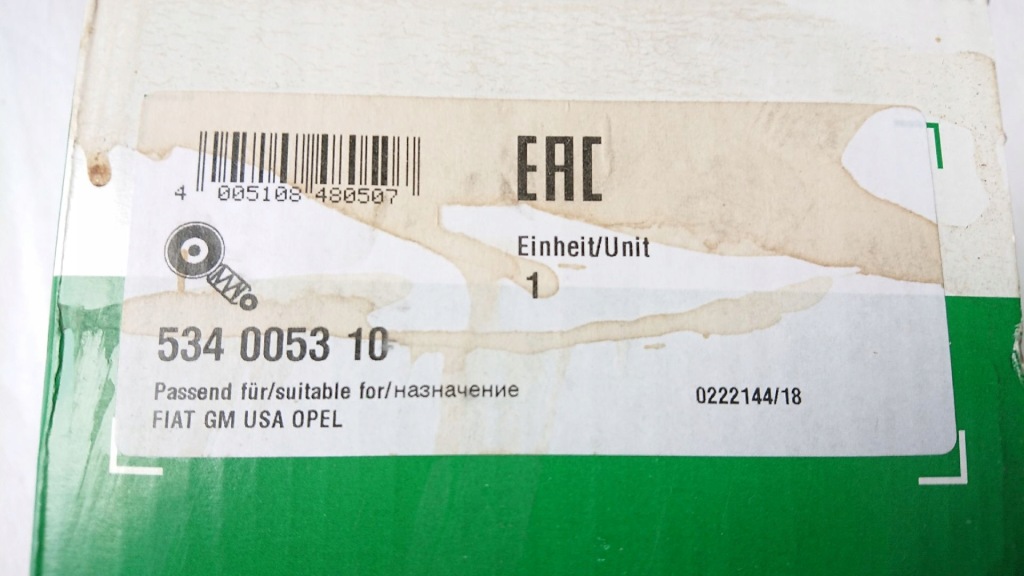 EAC
4 005108 480507
Einheit/Unit
1
534 0053 10
Passend für/suitable for/назначение
FIAT GM USA OPEL
0222144/18